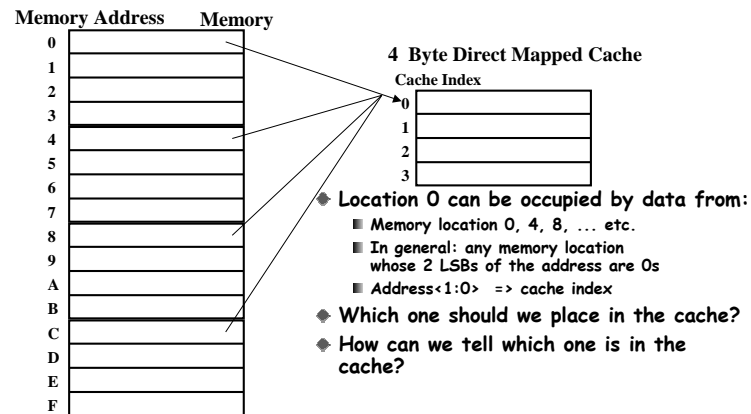 Memory Address Memory
0
1
2
3
4
5
6
7
8
9
A
B
C
D
E
F
4 Byte Direct Mapped Cache
Cache Index
0
1
2
3
Location 0 can be occupied by data from:
Memory location 0, 4, 8, ... etc.
In general: any memory location
whose 2 LSBs of the address are 0s
Address<1:0> => cache index
Which one should we place in the cache?
How can we tell which one is in the
cache?